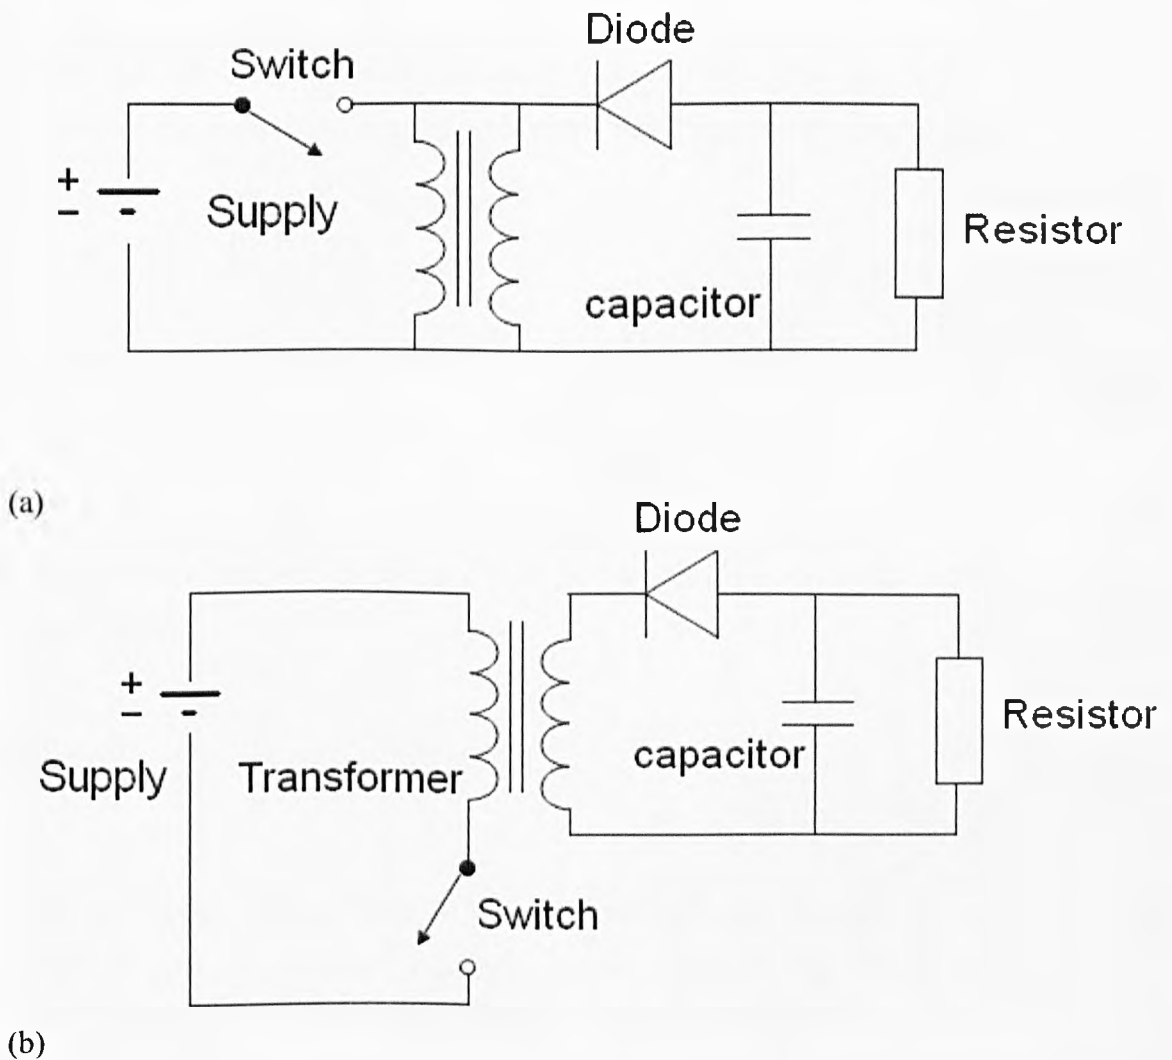 Diode
Switch
+
−
Supply
Resistor
capacitor
(a)
Diode
+
−
Supply
Transformer
capacitor
Resistor
Switch
(b)